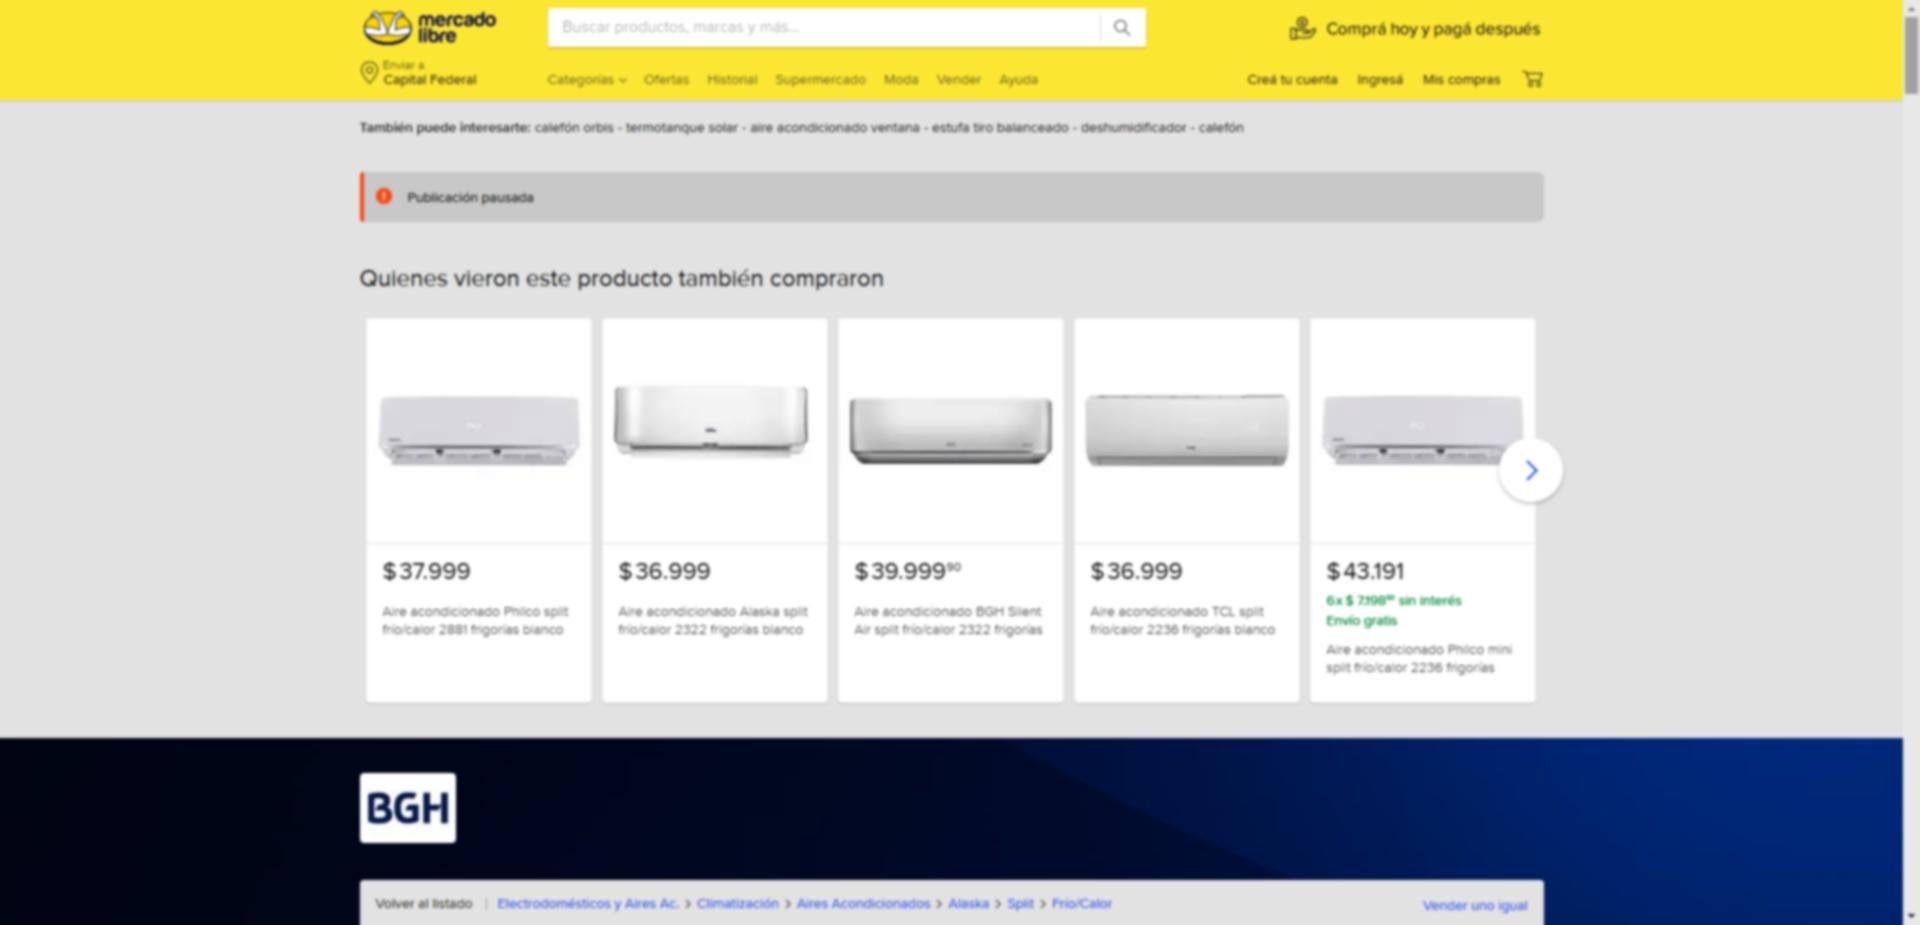 mercado
libre
Buscar productos, marcas y más...
Comprá hoy y pagá después
Enviar a
Capital Federal
Categorías
Ofertas
Historial
Supermercado
Moda
Vender
Ayuda
Creá tu cuenta
Ingresá
Mis compras
También puede interesarte: calefón orbis - termotanque solar - aire acondicionado ventana - estufa tiro balanceado - deshumidificador - calefón
Publicación pausada
Quienes vieron este producto también compraron
$ 37.999
Aire acondicionado Philco split
frío/calor 2881 frigorías blanco
$ 36.999
Aire acondicionado Alaska split
frío/calor 2322 frigorías blanco
$ 39.999 90
Aire acondicionado BGH Silent
Air split frío/calor 2322 frigorías
$ 36.999
Aire acondicionado TCL split
frío/calor 2236 frigorías blanco
$ 43.191
6x $ 7.198 sin interés
Envío gratis
Aire acondicionado Philco mini
split frío/calor 2236 frigorías
BGH
Volver al listado | Electrodomésticos y Aires Ac. > Climatización > Aires Acondicionados > Alaska > Split > Frío/Calor
Vender uno igual